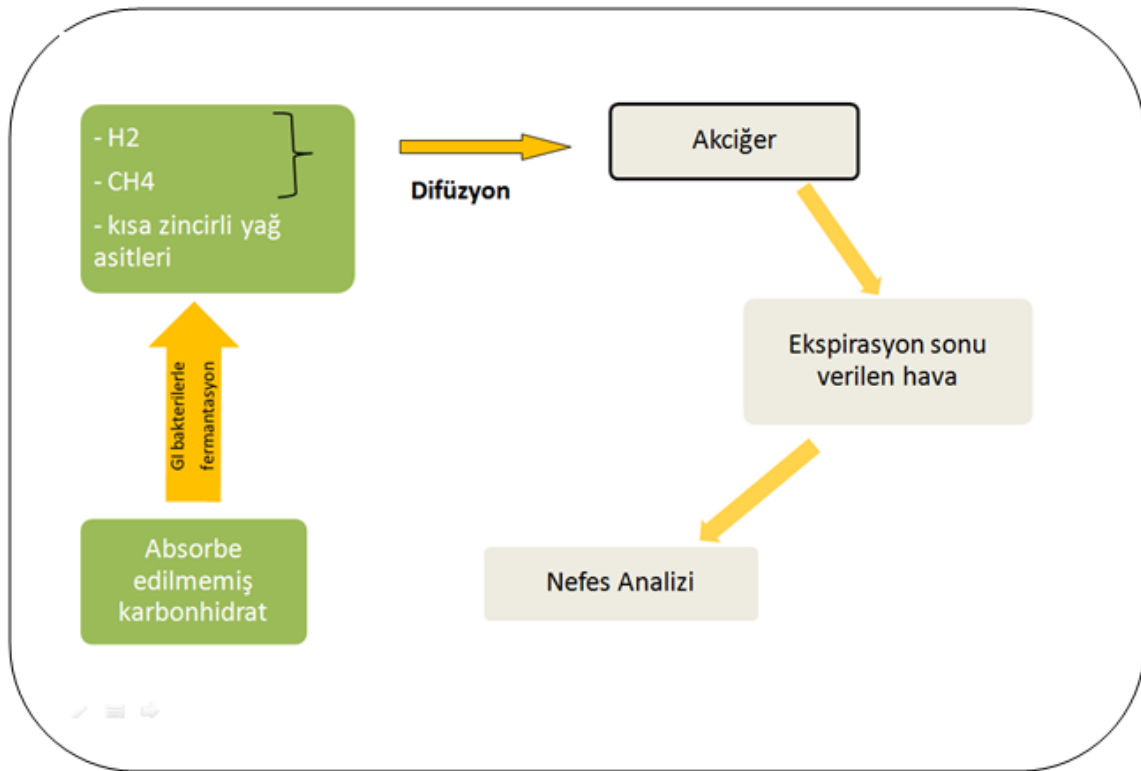 - H2
- CH4
- kısa zincirli yağ
asitleri
Difüzyon
Akciğer
Ekspirasyon sonu
verilen hava
Nefes Analizi
GI bakterilerle
fermantasyon
Absorbe
edilmemiş
karbonhidrat